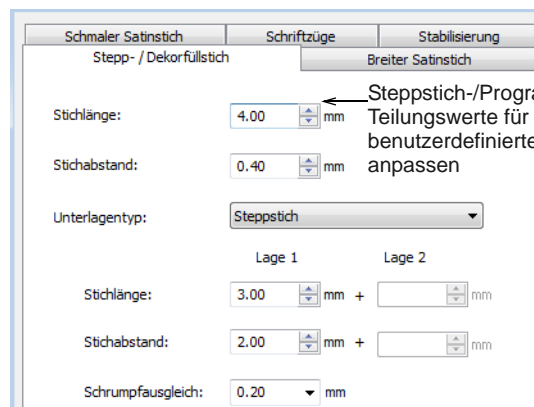 Schmaler Satinstich Schriftzüge Stabilisierung
Stepp- / Dekorfüllstich Breiter Satinstich
Steppstich-/Progra
Stichlänge: 4.00 mm Teilungswerte für
benutzerdefinierte
Stichabstand: 0.40 mm anpassen
Unterlagentyp: Steppstich
Lage 1 Lage 2
Stichlänge: 3.00 mm + mm
Stichabstand: 2.00 mm + mm
Schrumpfausgleich: 0.20 mm